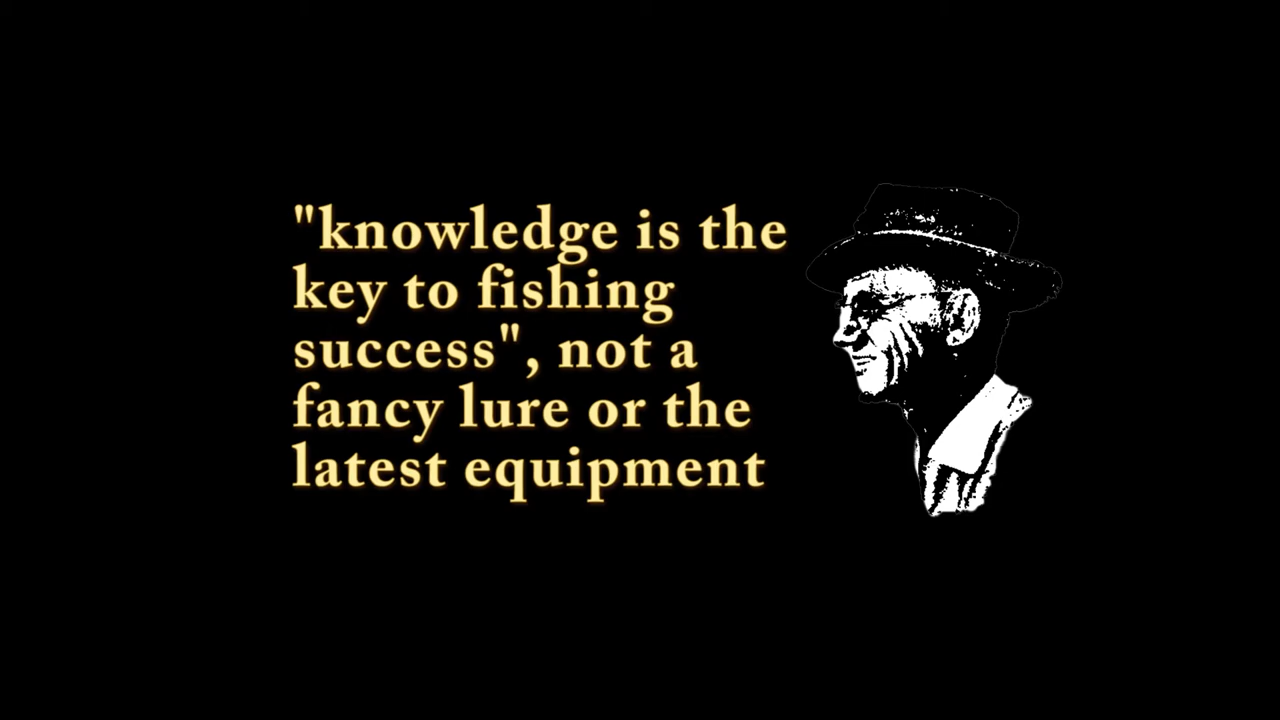 "knowledge is the
key to fishing
success", not a
fancy lure or the
latest equipment